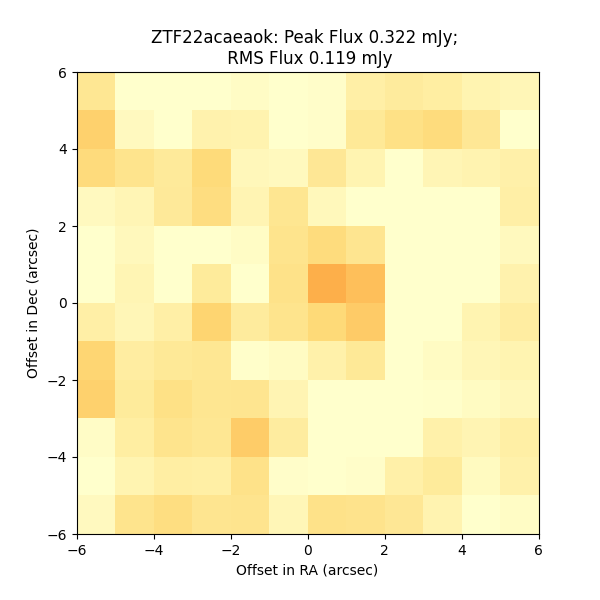 ZTF22acaeaok: Peak Flux 0.322 mJy;
RMS Flux 0.119 mJy
6
4
2
0
−2
−4
−6
Offset in Dec (arcsec)
−6 −4 −2 0 2 4 6
Offset in RA (arcsec)